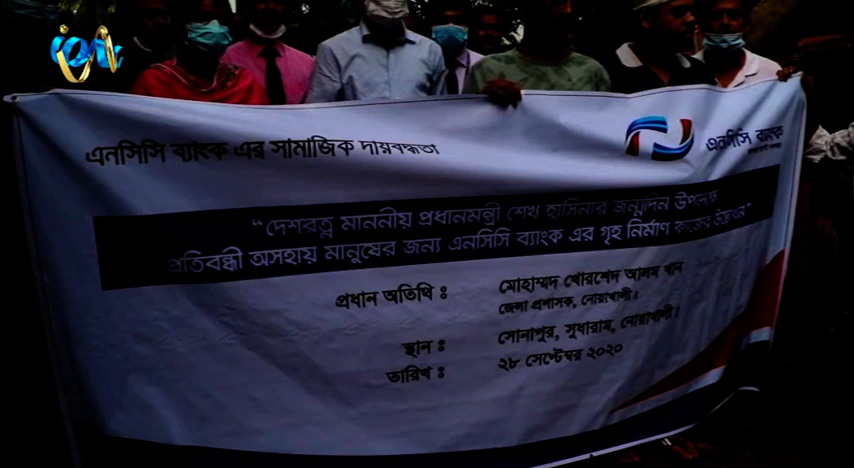 এনসিসি ব্যাংক এর সামাজিক দায়বদ্ধতা
এনসিসি ব্যাংক
“দেশরত্ন মাননীয় প্রধানমন্ত্রী শেখ হাসিনার জন্মদিন উপলক্ষে
প্রতিবন্ধী অসহায় মানুষের জন্য এনসিসি ব্যাংক এর গৃহ নির্মাণ কাজের উদ্বোধন”
প্রধান অতিথি ঃ মোহাম্মদ খোরশেদ আলম খান
জেলা প্রশাসক, নোয়াখালী।
স্থান ঃ সোনাপুর, সুধারাম, নোয়াখালী।
তারিখ ঃ ২৮ সেপ্টেম্বর ২০২০